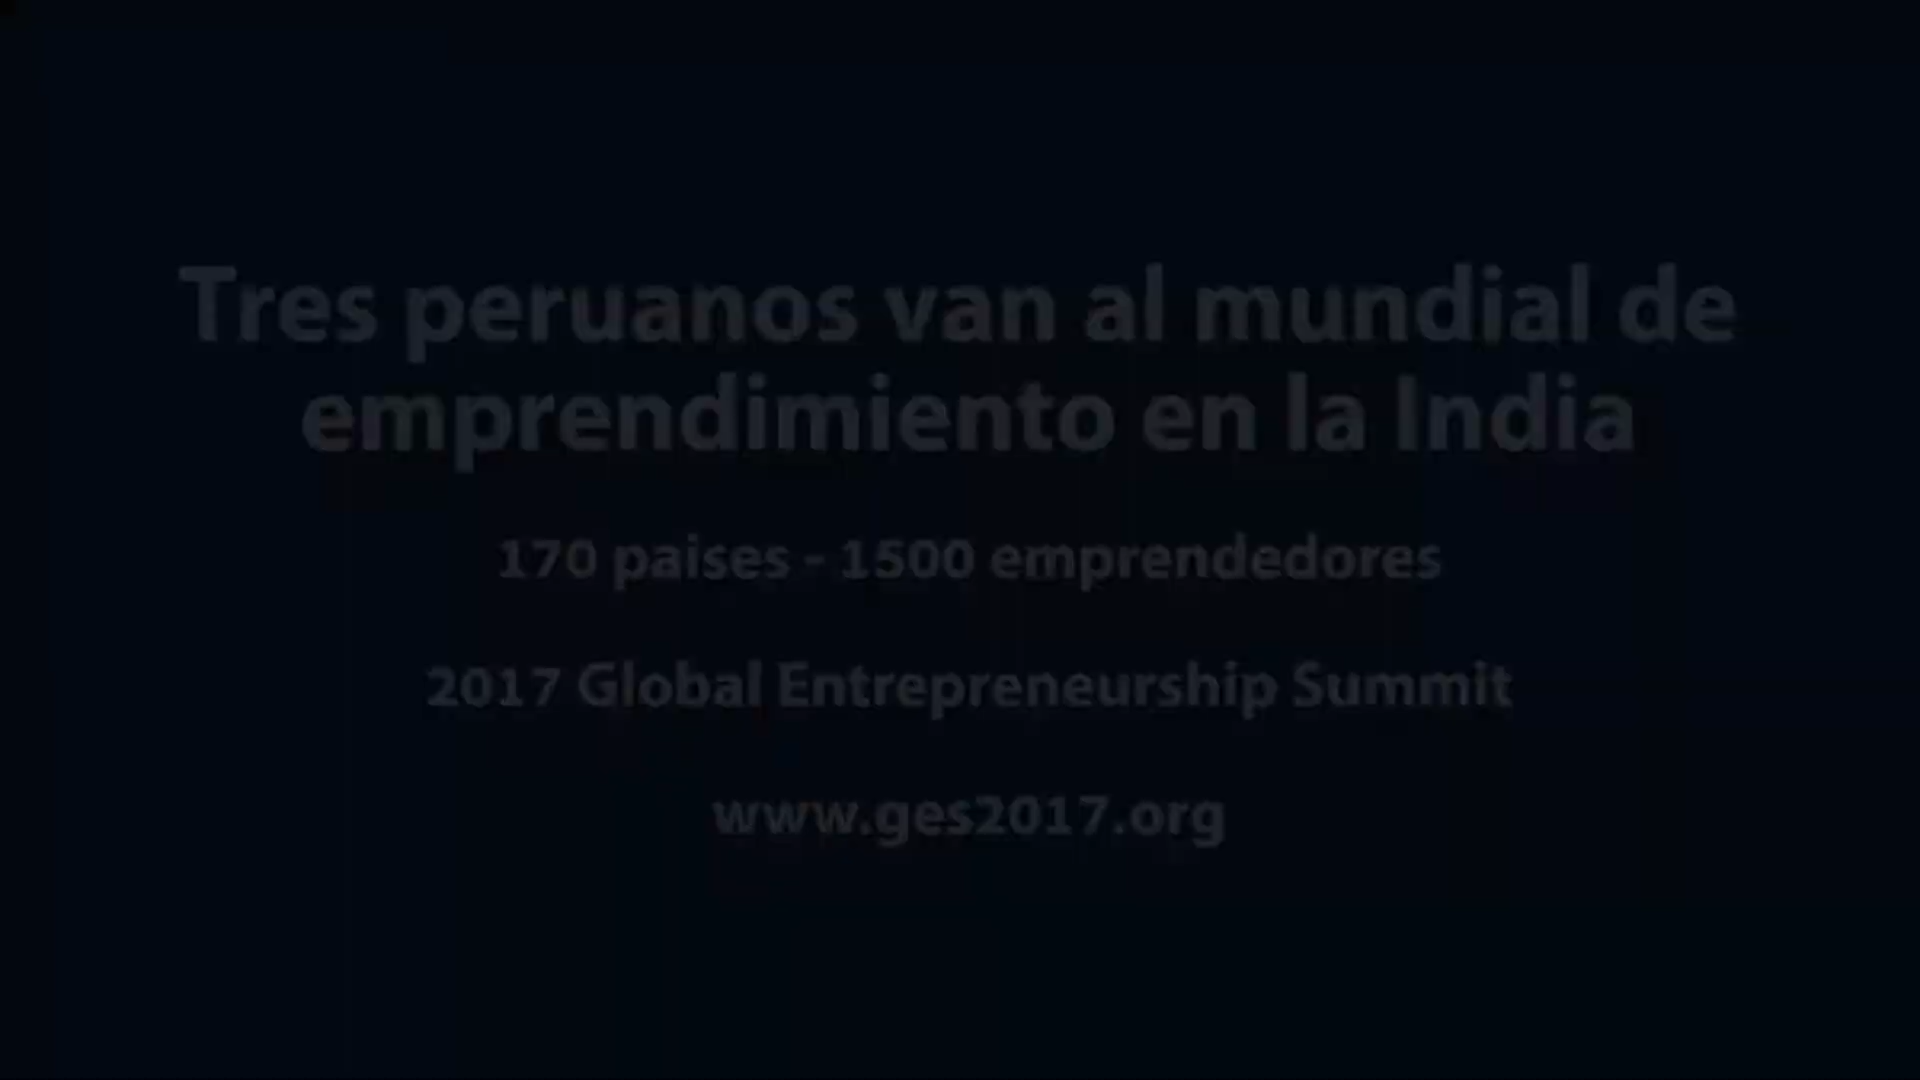 Tres peruanos van al mundial de
emprendimiento en la India
170 paises - 1500 emprendedores
2017 Global Entrepreneurship Summit
www.ges2017.org